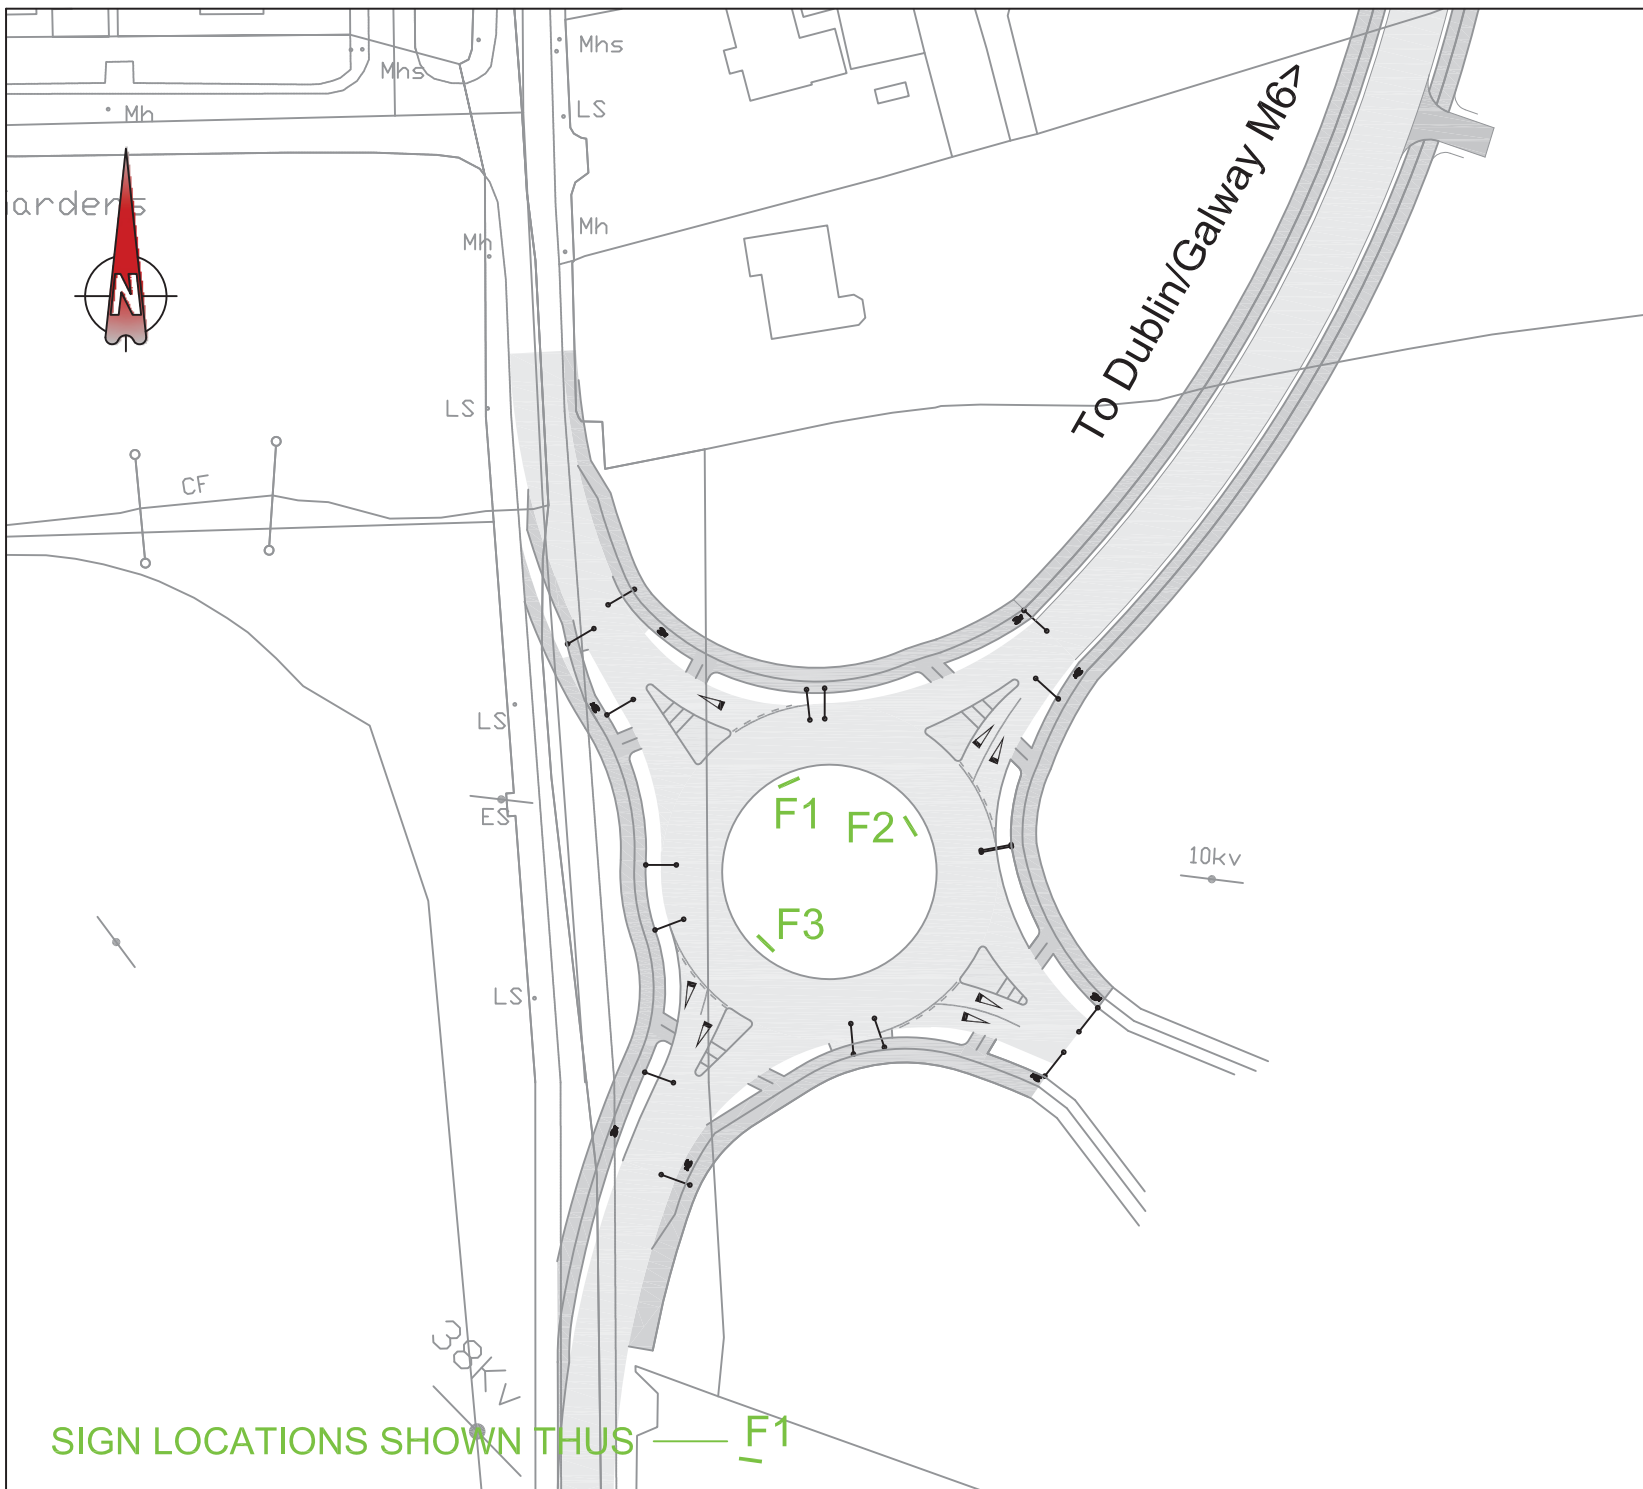 Mhs
Mhs
LS
Mh
ardens
Mh
Mh
N
To Dublin/Galway M6>
LS
CF
LS
ES
F1
F2
10kv
F3
LS
38Kv
SIGN LOCATIONS SHOWN THUS F1